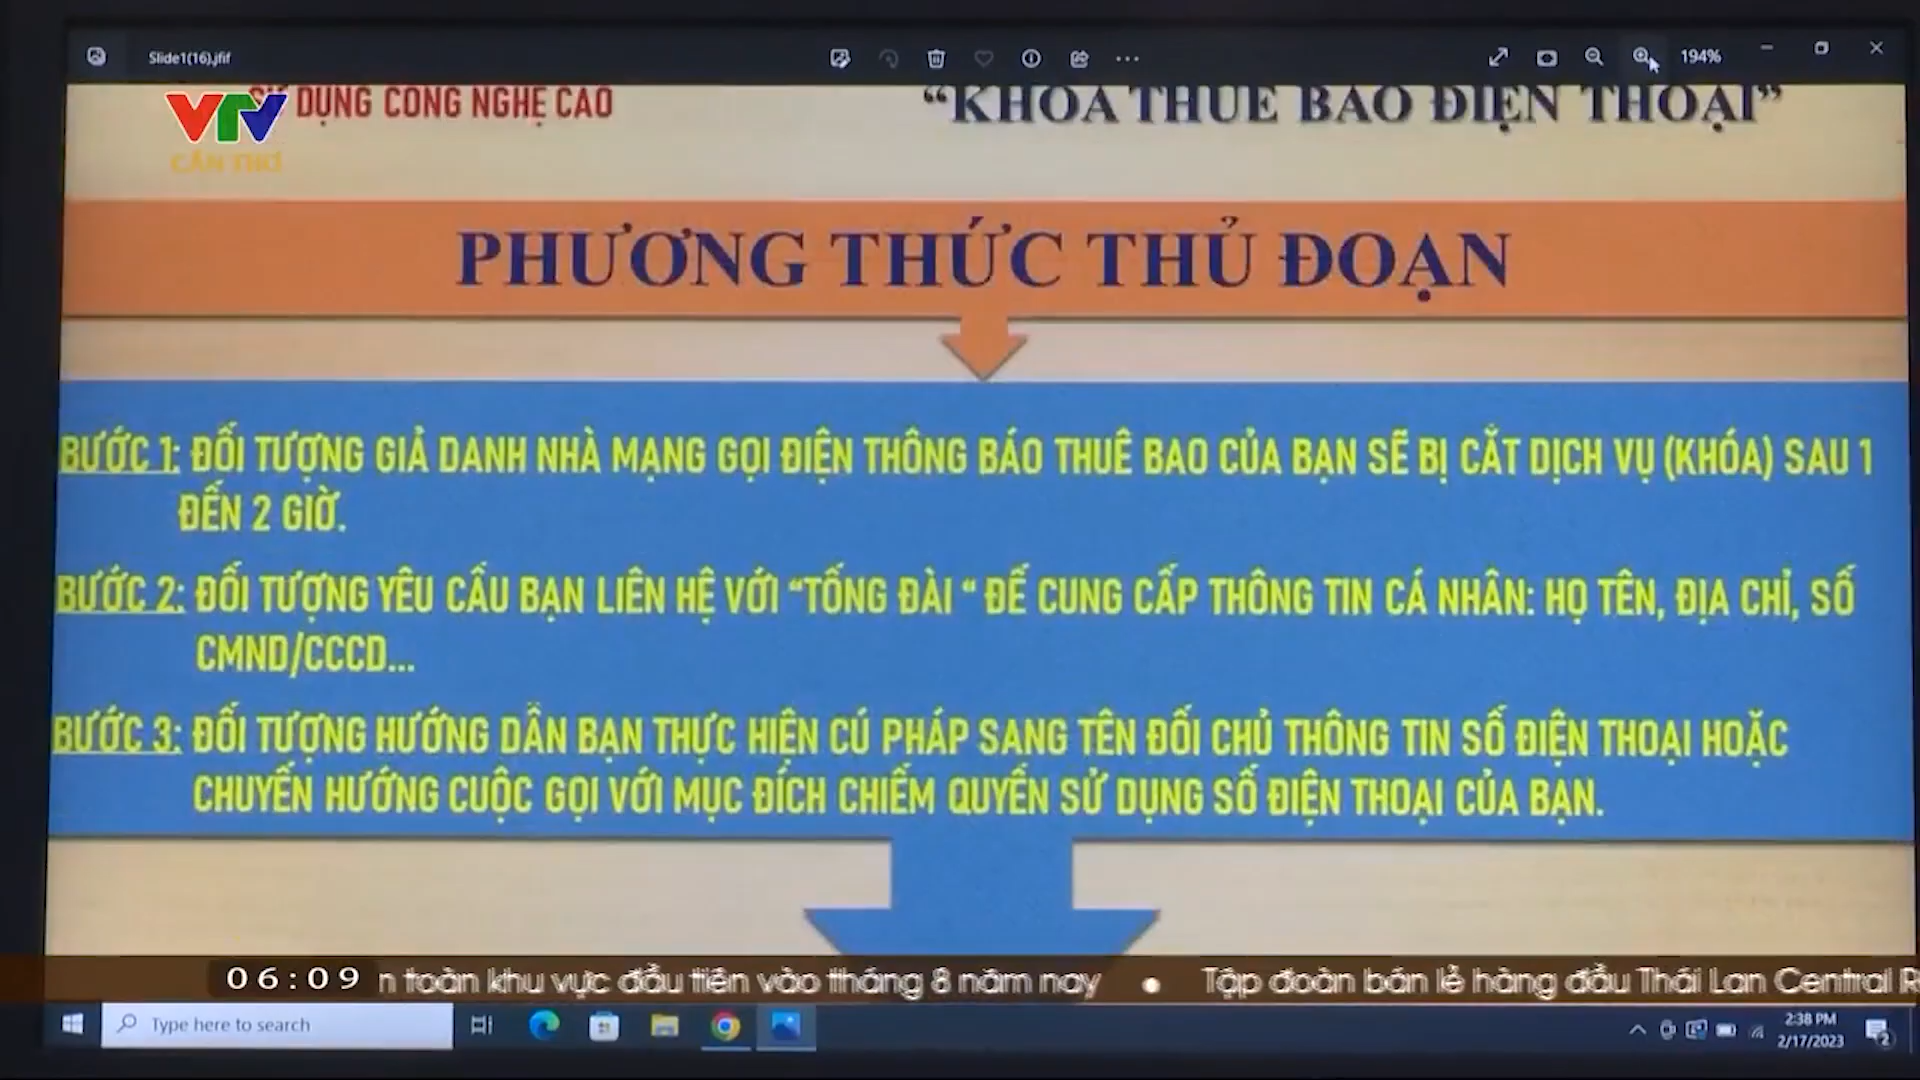 Slide1(16).jfif
194%
SỬ DỤNG CÔNG NGHỆ CAO
“KHÓA THUÊ BAO ĐIỆN THOẠI”
VTV
CẦN THƠ
PHƯƠNG THỨC THỦ ĐOẠN
BƯỚC 1: ĐỐI TƯỢNG GIẢ DANH NHÀ MẠNG GỌI ĐIỆN THÔNG BÁO THUÊ BAO CỦA BẠN SẼ BỊ CẮT DỊCH VỤ (KHÓA) SAU 1
ĐẾN 2 GIỜ.
BƯỚC 2: ĐỐI TƯỢNG YÊU CẦU BẠN LIÊN HỆ VỚI “TỔNG ĐÀI “ ĐỂ CUNG CẤP THÔNG TIN CÁ NHÂN: HỌ TÊN, ĐỊA CHỈ, SỐ
CMND/CCCD...
BƯỚC 3: ĐỐI TƯỢNG HƯỚNG DẪN BẠN THỰC HIỆN CÚ PHÁP SANG TÊN ĐỔI CHỦ THÔNG TIN SỐ ĐIỆN THOẠI HOẶC
CHUYỂN HƯỚNG CUỘC GỌI VỚI MỤC ĐÍCH CHIẾM QUYỀN SỬ DỤNG SỐ ĐIỆN THOẠI CỦA BẠN.
06:09 n toàn khu vực đầu tiên vào tháng 8 năm nay • Tập đoàn bán lẻ hàng đầu Thái Lan Central R
Type here to search
2:38 PM
2/17/2023
2